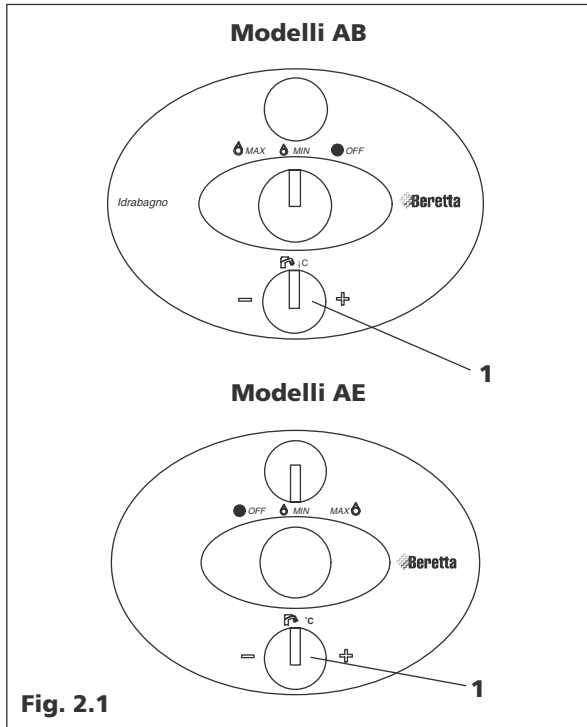 Modelli AB
MAX MIN OFF
Idrabagno
Beretta
¡C
– +
1
Modelli AE
OFF MIN MAX
Beretta
°C
– +
1
Fig. 2.1